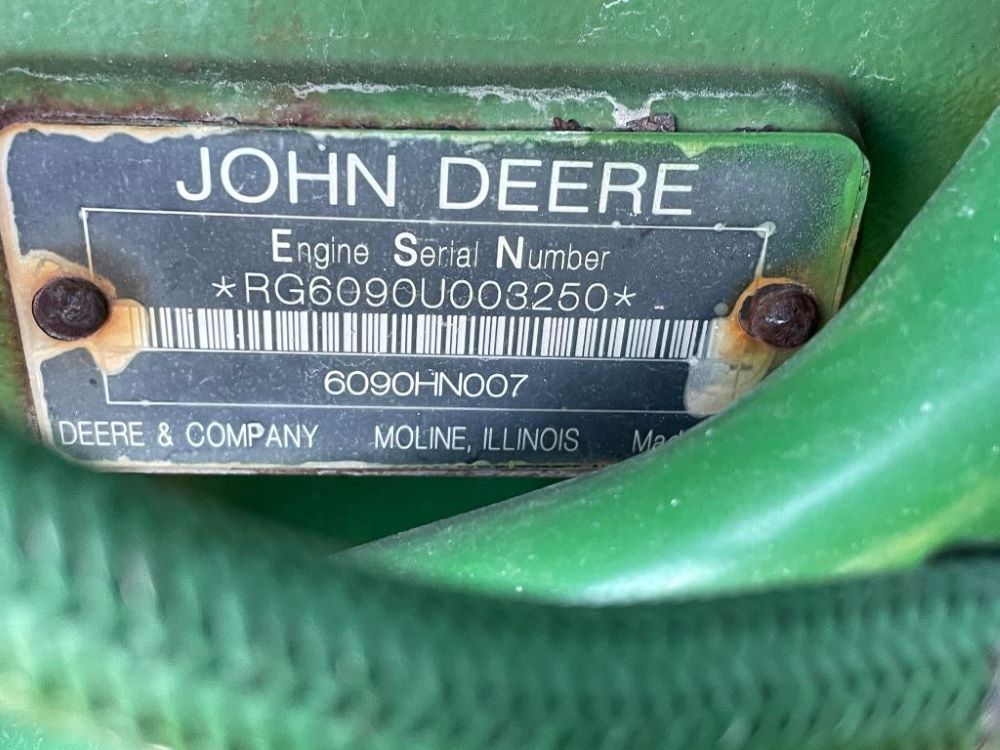 JOHN DEERE
Engine Serial Number
*RG6090U003250*
6090HN007
DEERE & COMPANY MOLINE, ILLINOIS